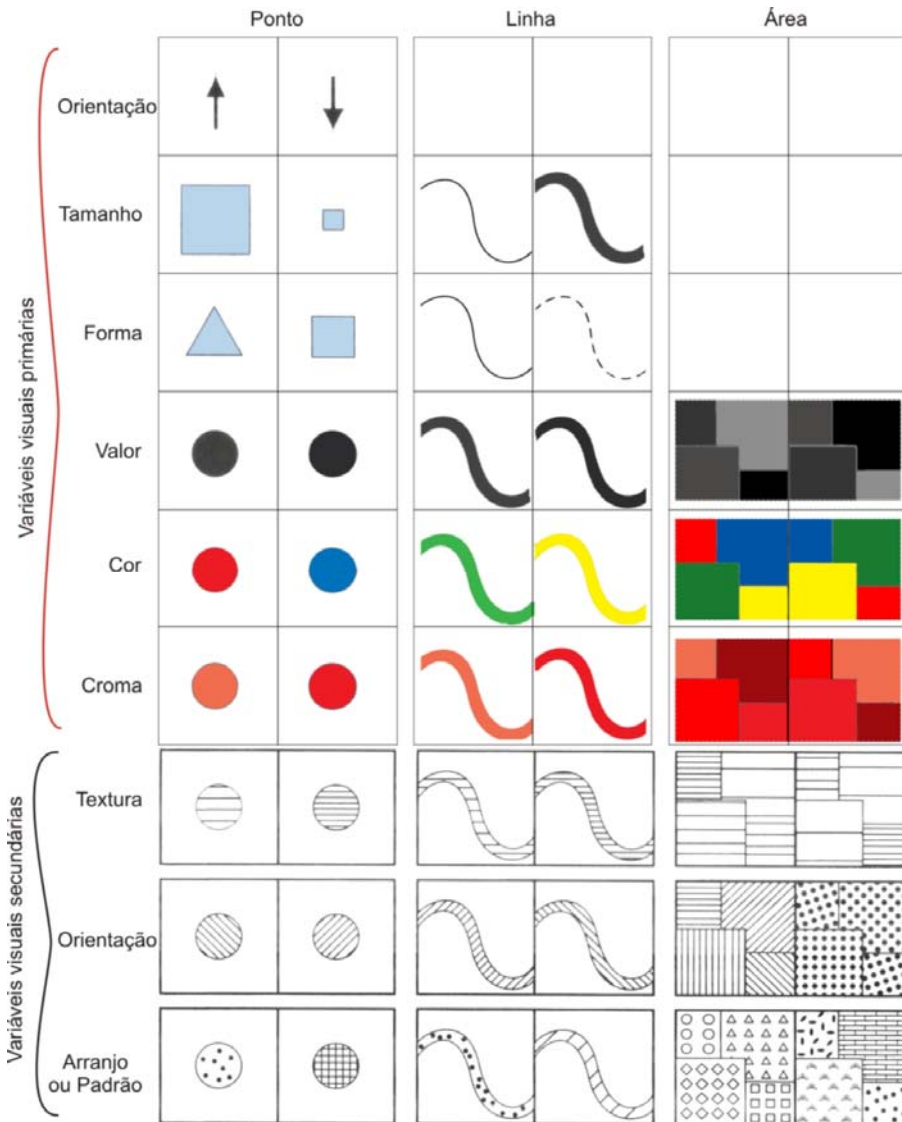 Ponto
Linha
Área
Variáveis visuais primárias
Orientação
Tamanho
Forma
Valor
Cor
Croma
Variáveis visuais secundárias
Textura
Orientação
Arranjo
ou Padrão